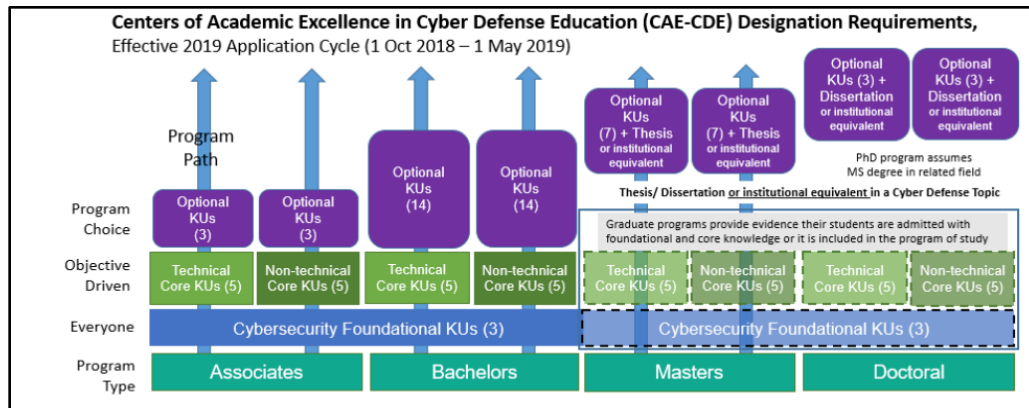 Centers of Academic Excellence in Cyber Defense Education (CAE-CDE) Designation Requirements,
Effective 2019 Application Cycle (1 Oct 2018 – 1 May 2019)
Program
Path
Optional
KUs
(7) + Thesis
or institutional
equivalent
Optional
KUs
(7) + Thesis
or institutional
equivalent
Optional
KUs (3) +
Dissertation
or institutional
equivalent
Optional
KUs (3) +
Dissertation
or institutional
equivalent
PhD program assumes
MS degree in related field
Thesis/ Dissertation or institutional equivalent in a Cyber Defense Topic
Program
Choice
Optional
KUs
(3)
Optional
KUs
(3)
Optional
KUs
(14)
Optional
KUs
(14)
Graduate programs provide evidence their students are admitted with
foundational and core knowledge or it is included in the program of study
Objective
Driven
Technical
Core KUs (5)
Non-technical
Core KUs (5)
Technical
Core KUs (5)
Non-technical
Core KUs (5)
Technical
Core KUs (5)
Non-technical
Core KUs (5)
Technical
Core KUs (5)
Non-technical
Core KUs (5)
Everyone
Cybersecurity Foundational KUs (3)
Cybersecurity Foundational KUs (3)
Program
Type
Associates
Bachelors
Masters
Doctoral